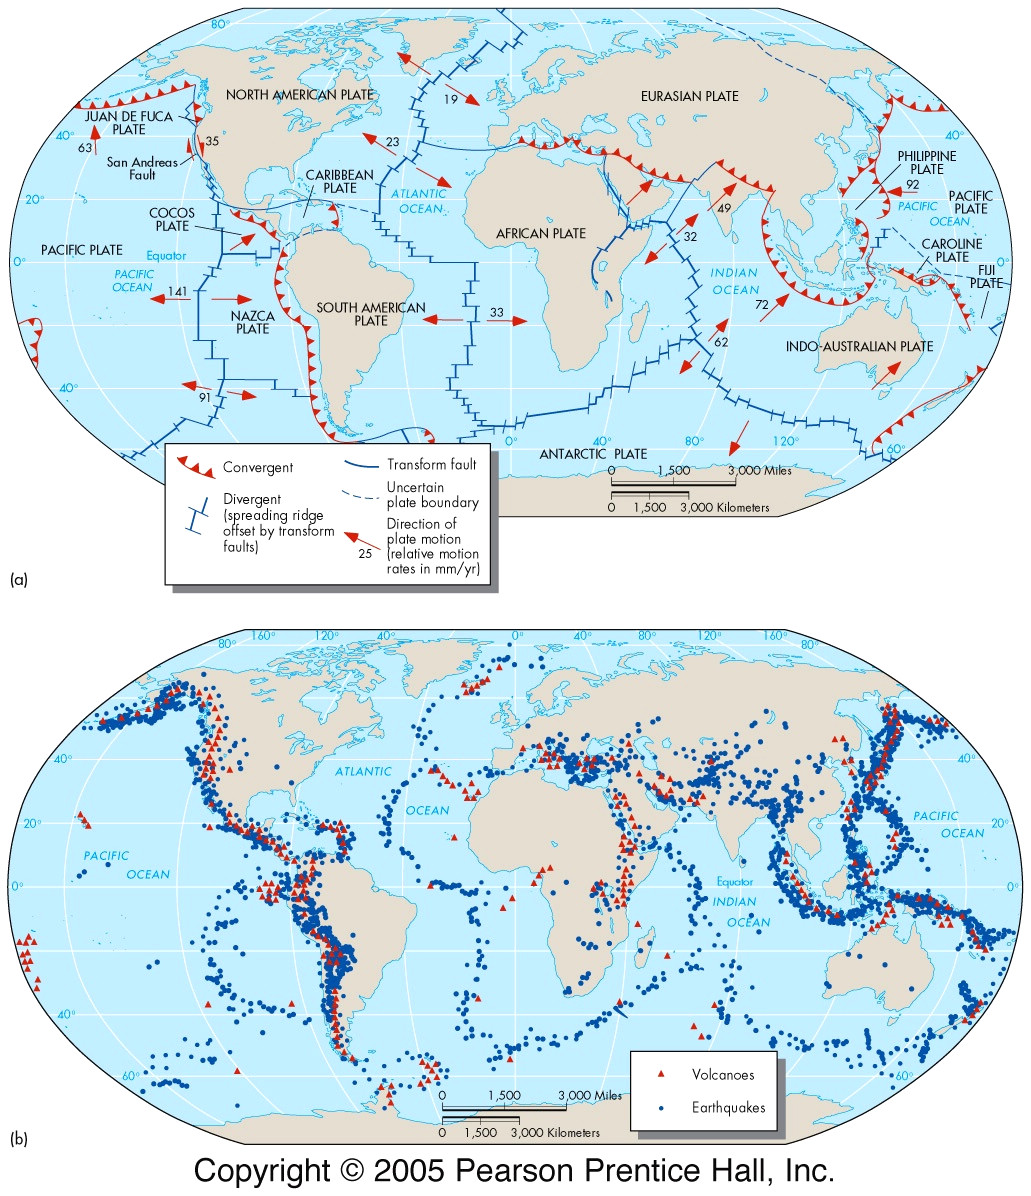 80°
NORTH AMERICAN PLATE
19
EURASIAN PLATE
JUAN DE FUCA
PLATE
40°
63
35
23
40°
San Andreas
Fault
CARIBBEAN
PLATE
PHILIPPINE
PLATE
92
20°
ATLANTIC
OCEAN
49
PACIFIC
PLATE
20°
PACIFIC
OCEAN
COCOS
PLATE
AFRICAN PLATE
32
PACIFIC PLATE
Equator
CAROLINE
PLATE
0°
0°
PACIFIC
OCEAN
INDIAN
OCEAN
FIJI
PLATE
141
NAZCA
PLATE
SOUTH AMERICAN
PLATE
33
72
62
INDO-AUSTRALIAN PLATE
40°
91
0°
40°
80°
120°
60°
ANTARCTIC PLATE
0 1,500 3,000 Miles
0 1,500 3,000 Kilometers
Convergent
Divergent
(spreading ridge
offset by transform
faults)
Transform fault
Uncertain
plate boundary
Direction of
plate motion
(relative motion
rates in mm/yr)
25
(a)
80°
160°
120°
40°
0°
40°
80°
120°
160°
80°
40°
ATLANTIC
OCEAN
40°
20°
PACIFIC
OCEAN
20°
PACIFIC
OCEAN
0°
Equator
0°
INDIAN
OCEAN
40°
60°
60°
0 1,500 3,000 Miles
0 1,500 3,000 Kilometers
Volcanoes
Earthquakes
(b)
Copyright © 2005 Pearson Prentice Hall, Inc.